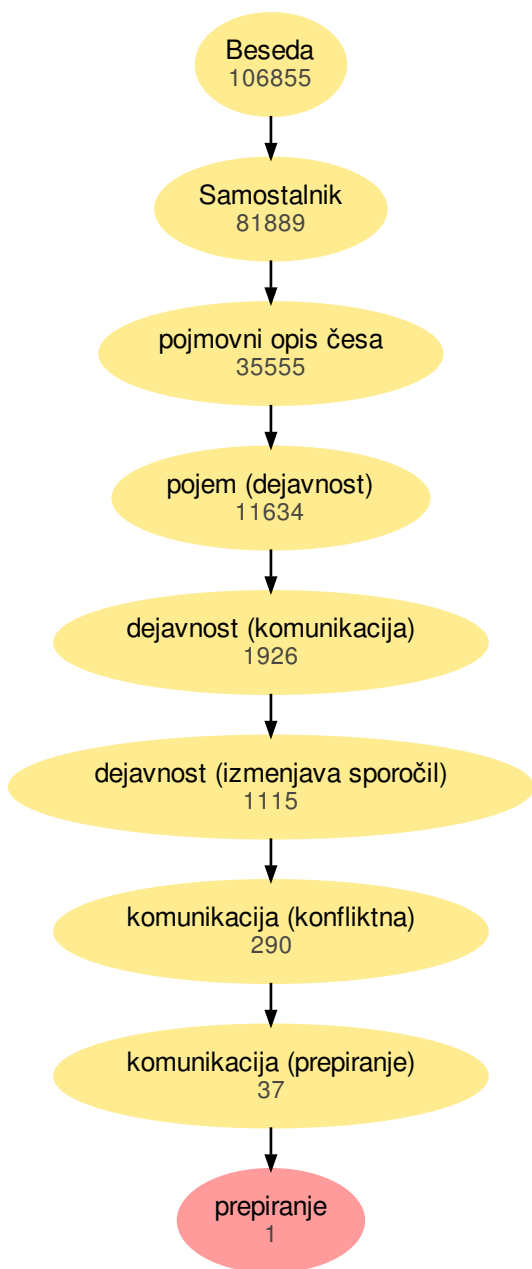 Beseda
106855
Samostalnik
81889
pojmovni opis česa
35555
pojem (dejavnost)
11634
dejavnost (komunikacija)
1926
dejavnost (izmenjava sporočil)
1115
komunikacija (konfliktna)
290
komunikacija (prepiranje)
37
prepiranje
1